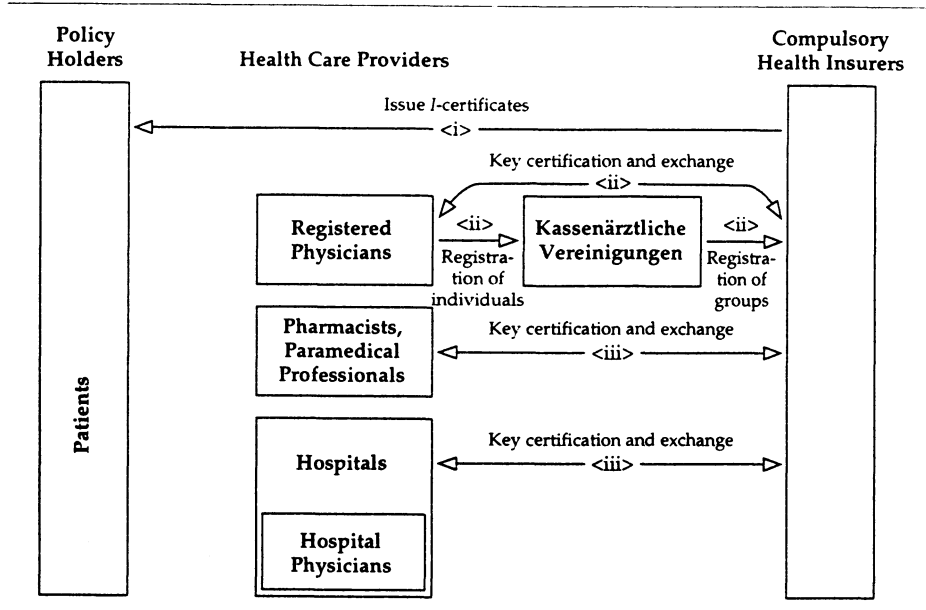 Policy
Holders
Health Care Providers
Compulsory
Health Insurers
Issue I-certificates
<i>
Key certification and exchange
<ii>
Registered
Physicians
<ii>
Registra-
tion of
individuals
Kassenärztliche
Vereinigungen
<ii>
Registra-
tion of
groups
Pharmacists,
Paramedical
Professionals
Key certification and exchange
<iii>
Patients
Hospitals
Key certification and exchange
<iii>
Hospital
Physicians